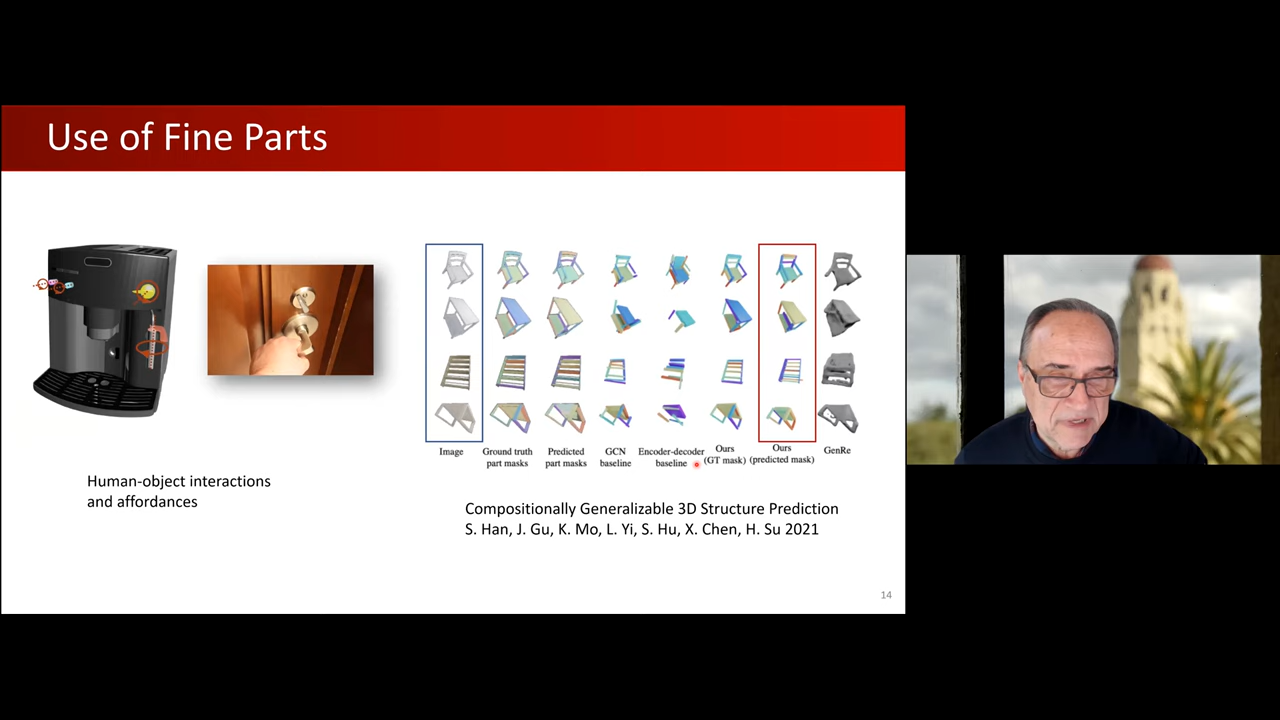 Use of Fine Parts
Human-object interactions
and affordances
Image
Ground truth
part masks
Predicted
part masks
GCN
baseline
Encoder-decoder
baseline
Ours
(GT mask)
Ours
(predicted mask)
GenRe
Compositionally Generalizable 3D Structure Prediction
S. Han, J. Gu, K. Mo, L. Yi, S. Hu, X. Chen, H. Su 2021
14